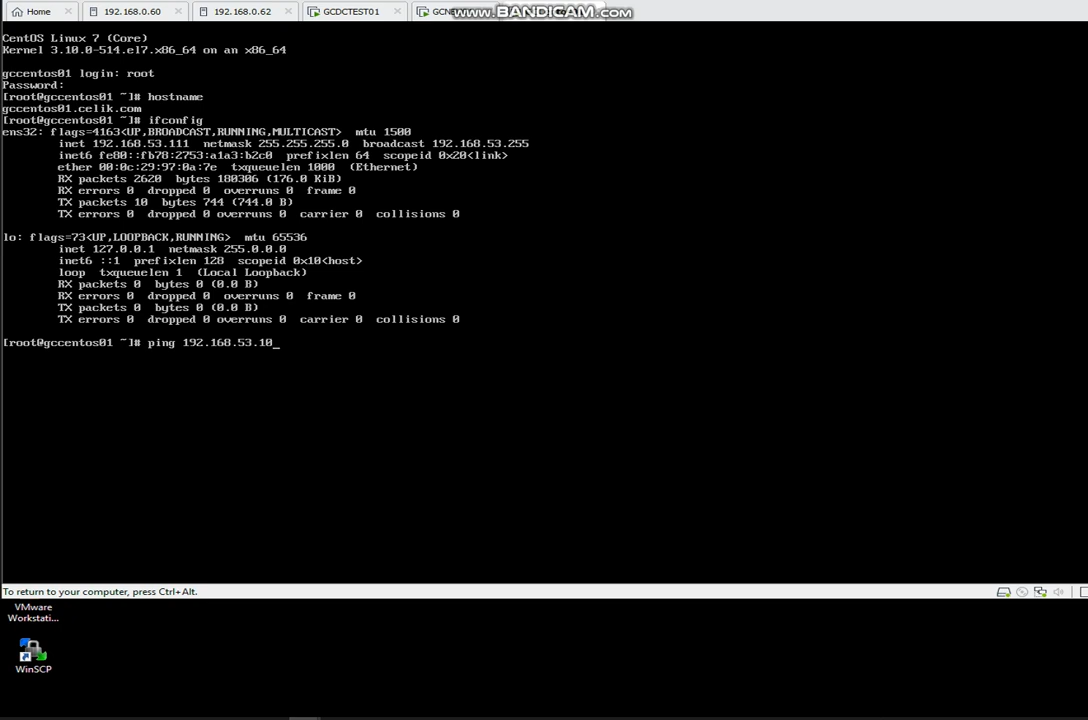 Home
192.168.0.60
192.168.0.62
GCDCTEST01
www.BANDICAM.com
CentOS Linux 7 (Core)
Kernel 3.10.0-514.el7.x86_64 on an x86_64
gccentos01 login: root
Password:
[root@gccentos01 ~]# hostname
gccentos01.celik.com
[root@gccentos01 ~]# ifconfig
ens32: flags=4163<UP,BROADCAST,RUNNING,MULTICAST>  mtu 1500
inet 192.168.53.111  netmask 255.255.255.0  broadcast 192.168.53.255
inet6 fe80::fb78:2753:a1a3:b2c0  prefixlen 64  scopeid 0x20<link>
ether 00:0c:29:97:0a:7e  txqueuelen 1000  (Ethernet)
RX packets 2620  bytes 180306 (176.0 KiB)
RX errors 0  dropped 0  overruns 0  frame 0
TX packets 10  bytes 744 (744.0 B)
TX errors 0  dropped 0 overruns 0  carrier 0  collisions 0
lo: flags=73<UP,LOOPBACK,RUNNING>  mtu 65536
inet 127.0.0.1  netmask 255.0.0.0
inet6 ::1  prefixlen 128  scopeid 0x10<host>
loop  txqueuelen 1  (Local Loopback)
RX packets 0  bytes 0 (0.0 B)
RX errors 0  dropped 0  overruns 0  frame 0
TX packets 0  bytes 0 (0.0 B)
TX errors 0  dropped 0 overruns 0  carrier 0  collisions 0
[root@gccentos01 ~]# ping 192.168.53.10_
To return to your computer, press Ctrl+Alt.
VMware
Workstati...
WinSCP